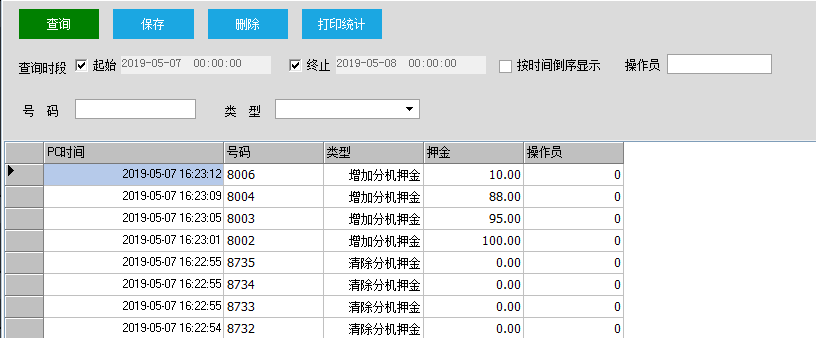 查询 保存 删除 打印统计
查询时段 起始 2019-05-07 00:00:00 终止 2019-05-08 00:00:00 按时间倒序显示 操作员
号 码 类 型
PC时间 号码 类型 押金 操作员
2019-05-07 16:23:12 8006 增加分机押金 10.00 0
2019-05-07 16:23:09 8004 增加分机押金 88.00 0
2019-05-07 16:23:05 8003 增加分机押金 95.00 0
2019-05-07 16:23:01 8002 增加分机押金 100.00 0
2019-05-07 16:22:55 8735 清除分机押金 0.00 0
2019-05-07 16:22:55 8734 清除分机押金 0.00 0
2019-05-07 16:22:55 8733 清除分机押金 0.00 0
2019-05-07 16:22:54 8732 清除分机押金 0.00 0